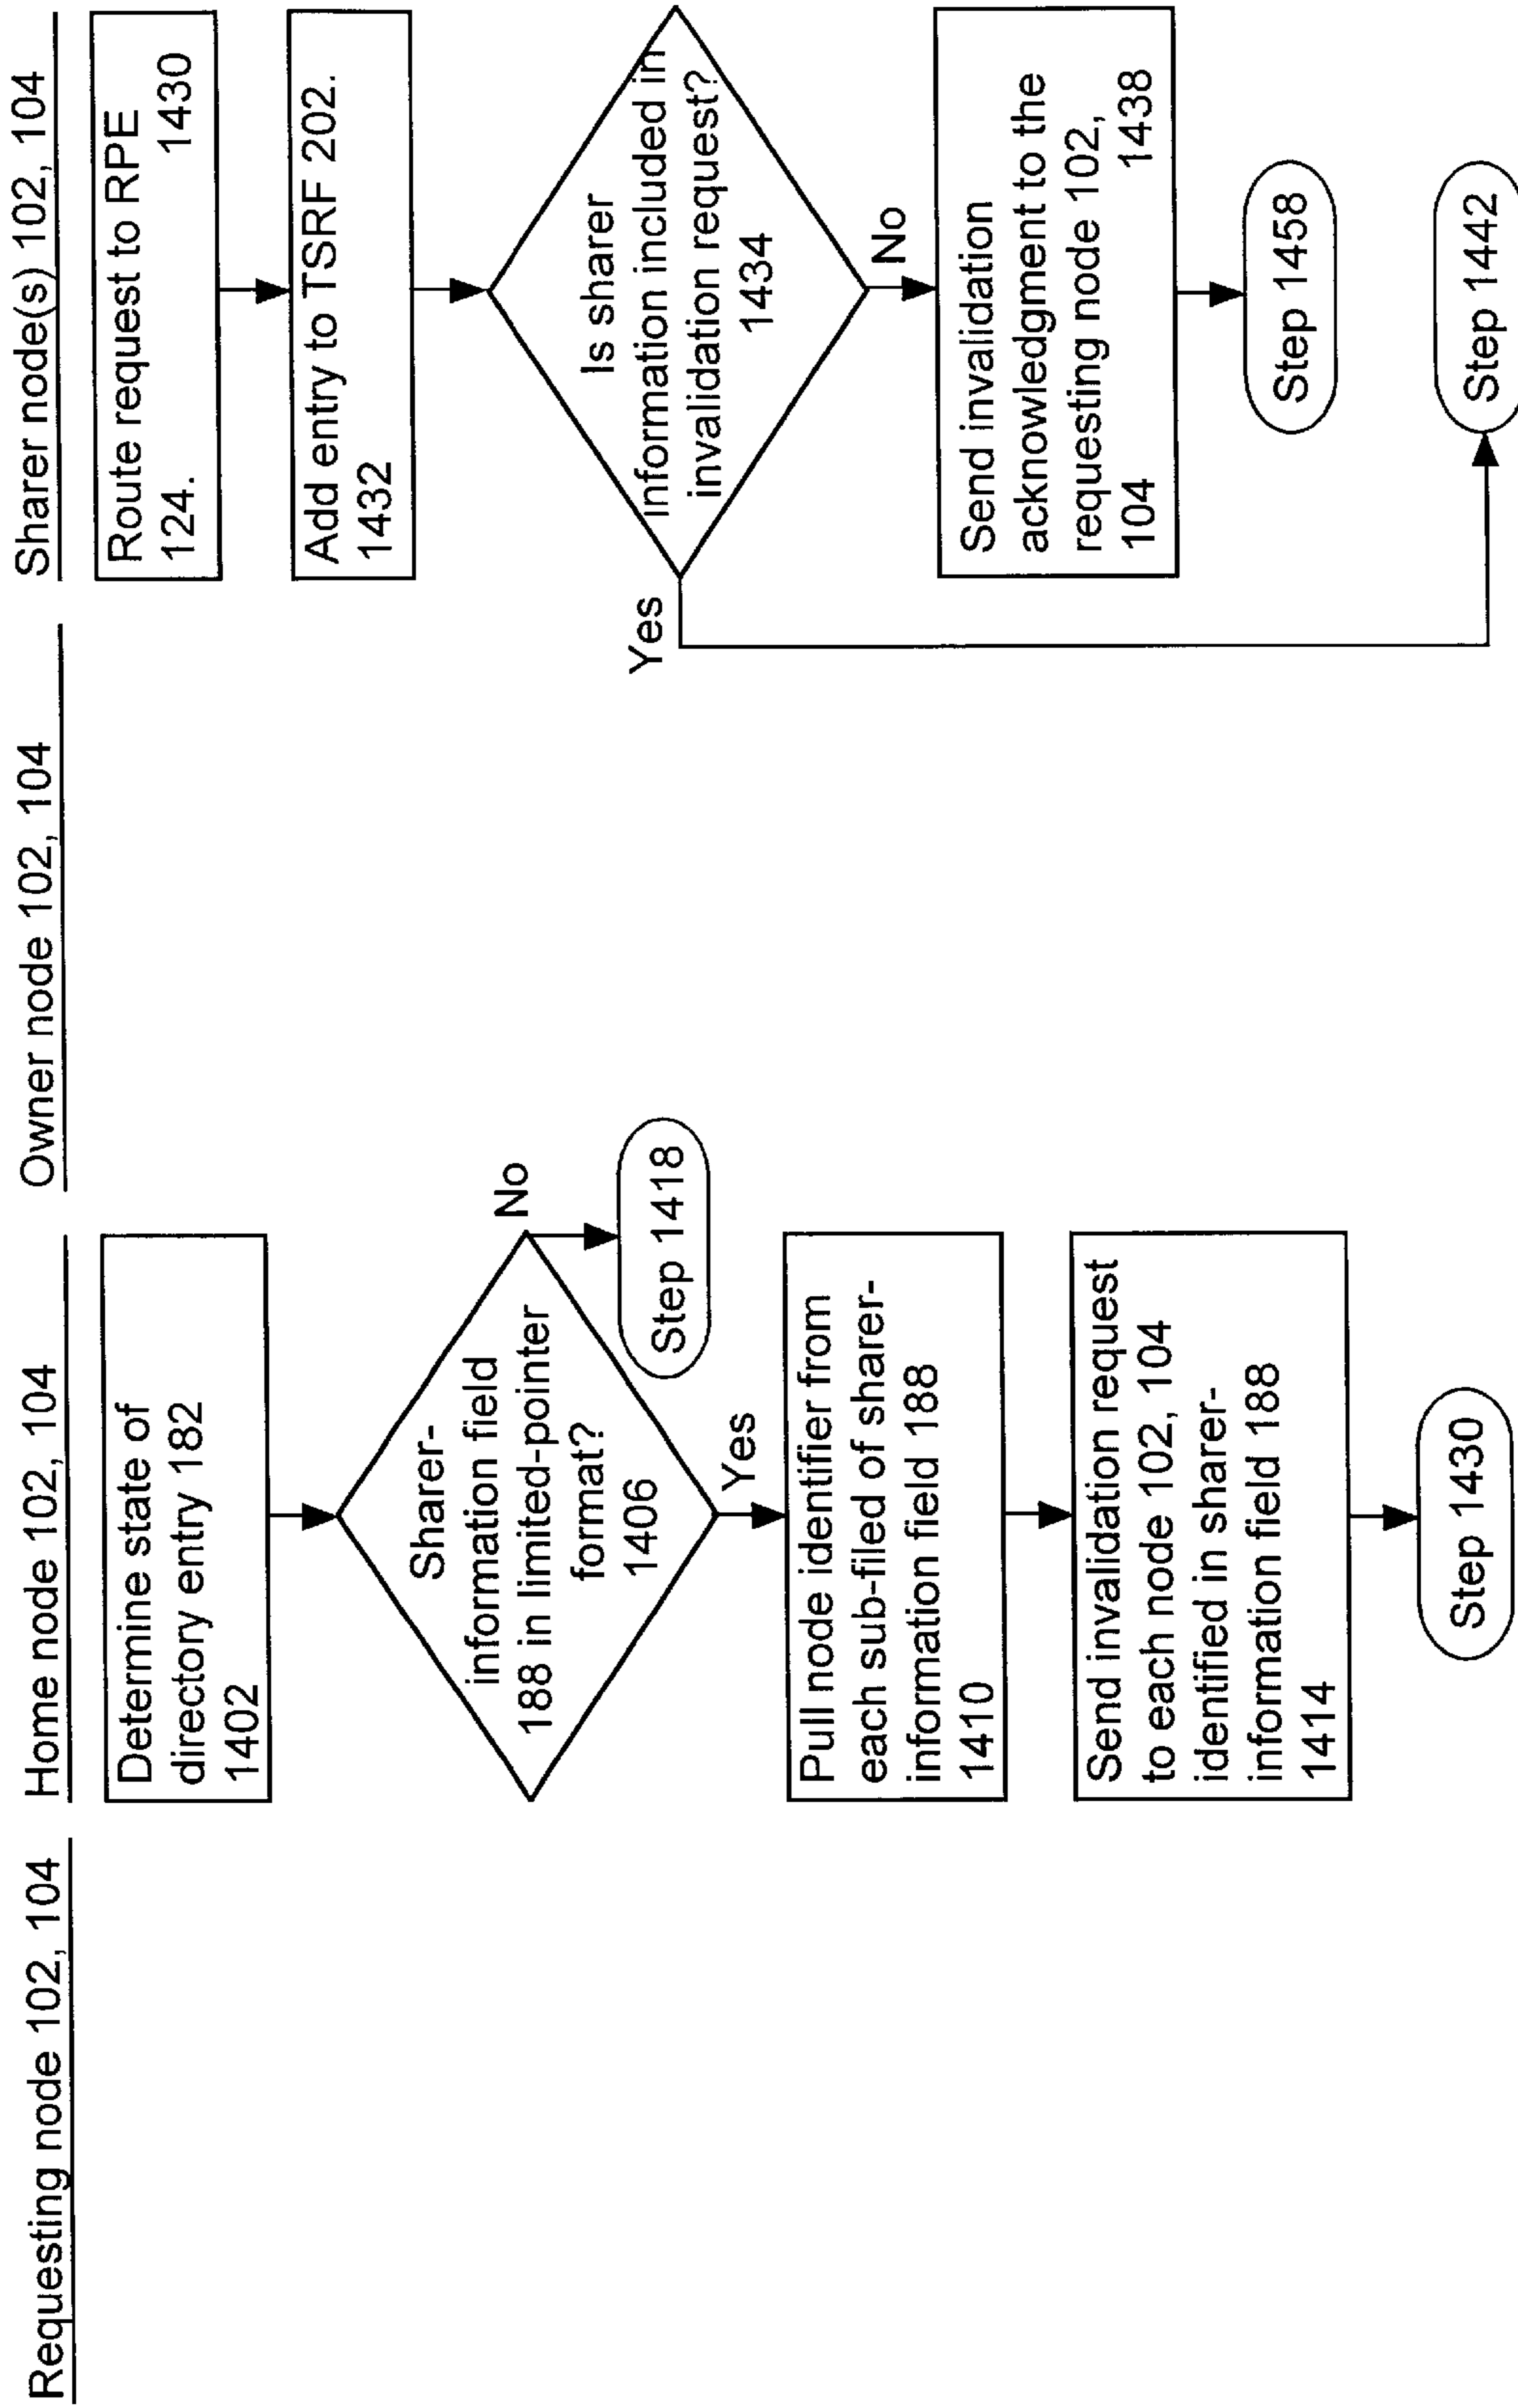 Requesting node 102, 104
Home node 102, 104
Owner node 102, 104
Sharer node(s) 102, 104
Determine state of
directory entry 182
1402
Sharer-
information field
188 in limited-pointer
format?
1406
No
Step 1418
Yes
Pull node identifier from
each sub-filed of sharer-
information field 188
1410
Send invalidation request
to each node 102, 104
identified in sharer-
information field 188
1414
Step 1430
Route request to RPE
124. 1430
Add entry to TSRF 202.
1432
Is sharer
information included in
invalidation request?
1434
Yes
No
Send invalidation
acknowledgment to the
requesting node 102,
104 1438
Step 1458
Step 1442